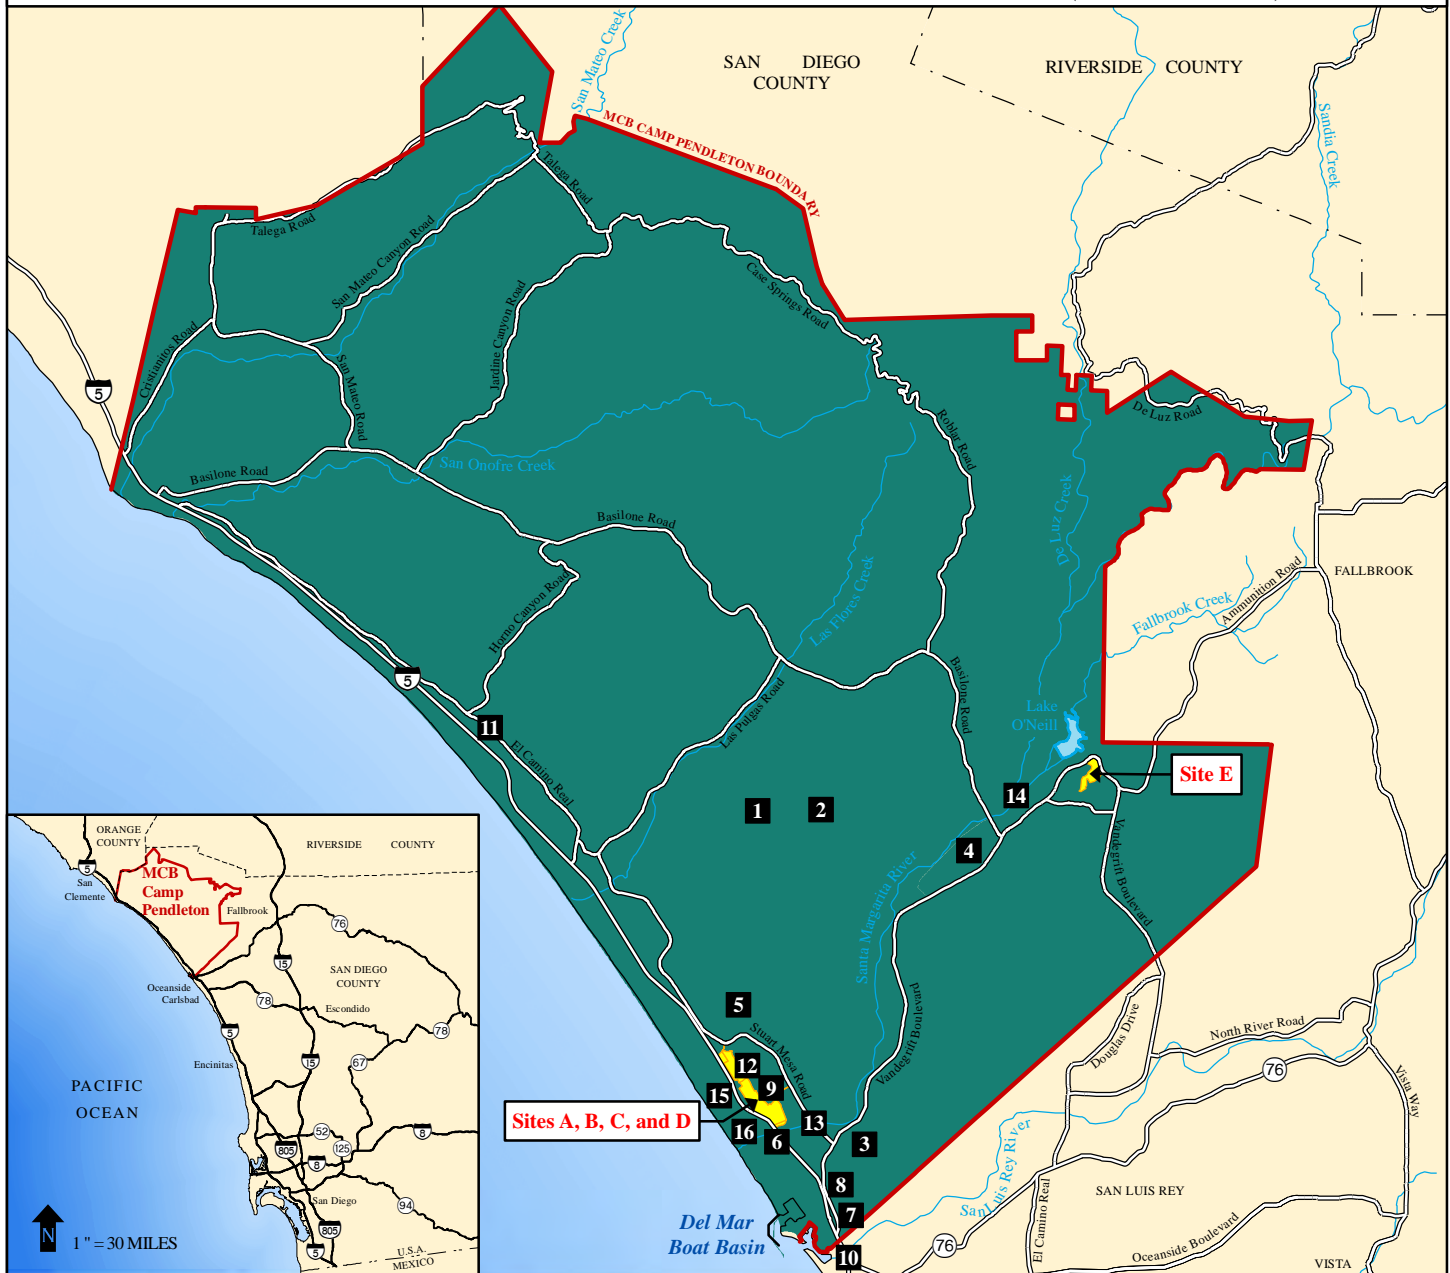 SAN DIEGO
COUNTY
RIVERSIDE COUNTY
San Mateo Creek
Sandia Creek
MCB CAMP PENDLETON BOUNDARY
Talega Road
Talega Road
San Mateo Canyon Road
Case Springs Road
Jardine Canyon Road
Cristianitos Road
San Mateo Road
5
De Luz Road
Roblar Road
San Onofre Creek
Basilone Road
Basilone Road
De Luz Creek
Las Flores Creek
Horno Canyon Road
FALLBROOK
Ammunition Road
Fallbrook Creek
5
Basilone Road
Las Pulgas Road
Lake
O'Neill
11
El Camino Real
Site E
14
1
2
4
Vandegrift Boulevard
Santa Margarita River
5
Stuart Mesa Road
Vandegrift Boulevard
Douglas Drive
North River Road
76
Vista Way
12
9
15
Sites A, B, C, and D
13
16
6
3
San Luis Rey River
8
SAN LUIS REY
El Camino Real
7
Del Mar
Boat Basin
10
76
Oceanside Boulevard
VISTA
ORANGE
COUNTY
RIVERSIDE COUNTY
5
San
Clemente
MCB
Camp
Pendleton
Fallbrook
76
15
SAN DIEGO
COUNTY
Oceanside
Carlsbad
78
Escondido
5
78
Encinitas
15
67
PACIFIC
OCEAN
52
8
805
125
8
San Diego
94
805
5
U.S.A.
MEXICO
N
1 " = 30 MILES